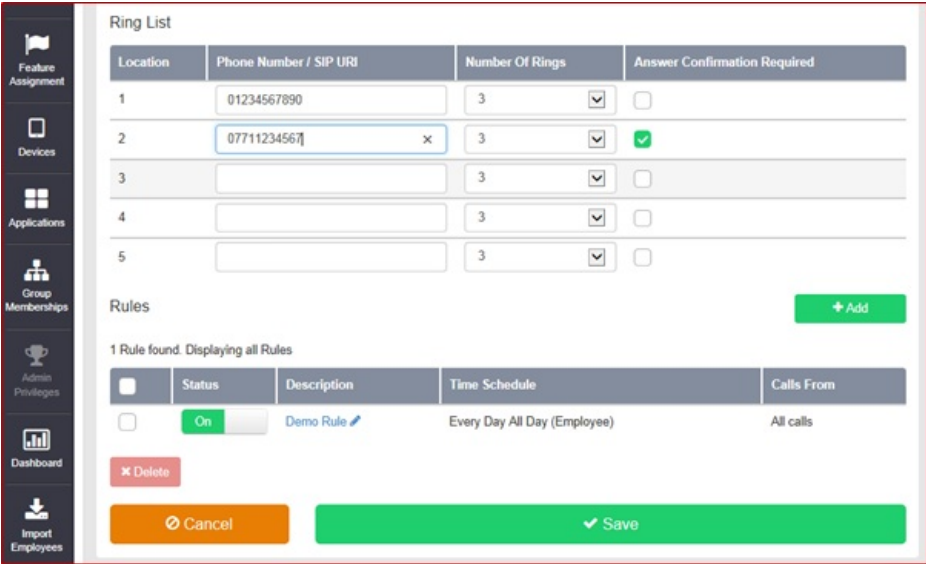 Feature
Assignment
Devices
Applications
Group
Memberships
Admin
Privileges
Dashboard
Import
Employees
Ring List
Location Phone Number / SIP URI Number Of Rings Answer Confirmation Required
1 01234567890 3
2 07711234567 × 3
3 3
4 3
5 3
Rules
+ Add
1 Rule found. Displaying all Rules
Status Description Time Schedule Calls From
On Demo Rule Every Day All Day (Employee) All calls
× Delete
Cancel
Save